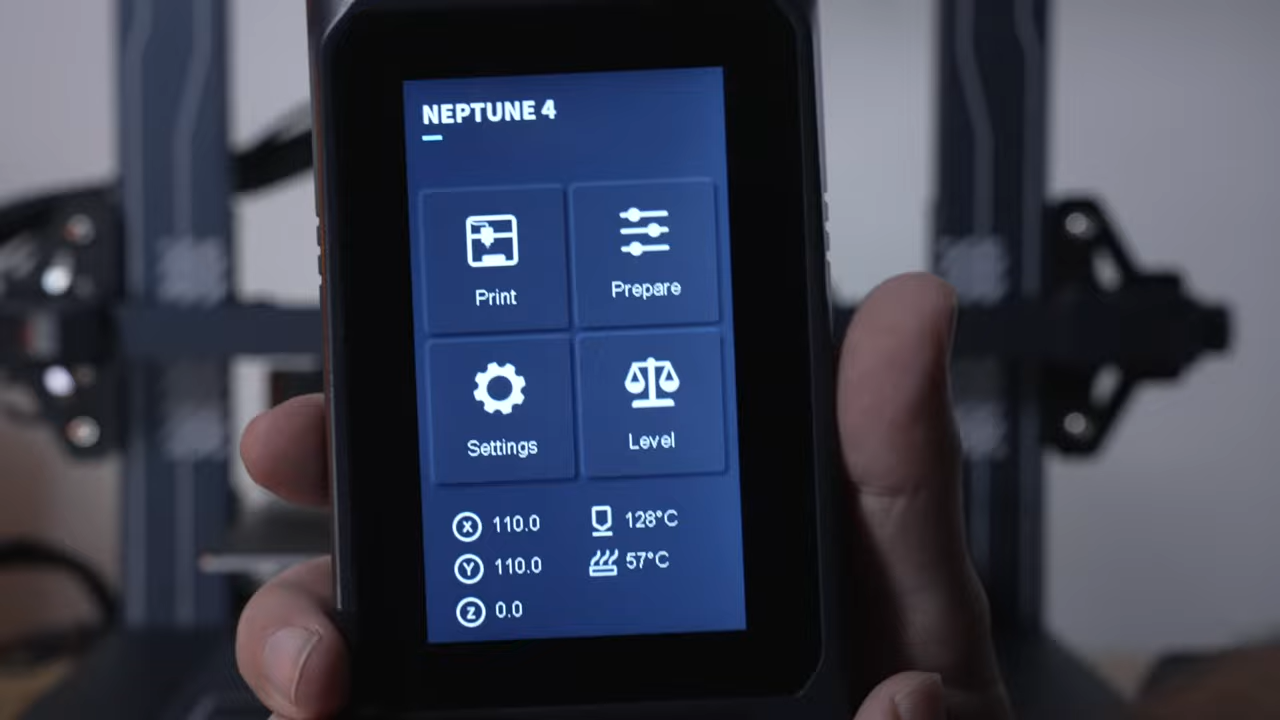 NEPTUNE 4
Print
Prepare
Settings
Level
X 110.0
128°C
Y 110.0
57°C
Z 0.0